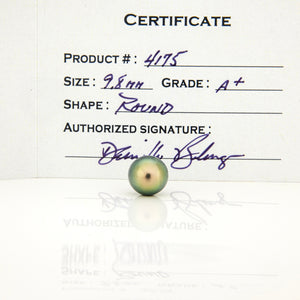 CERTIFICATE
PRODUCT #: 4175
SIZE: 9.8mm GRADE: A+
SHAPE: ROUND
AUTHORIZED SIGNATURE: